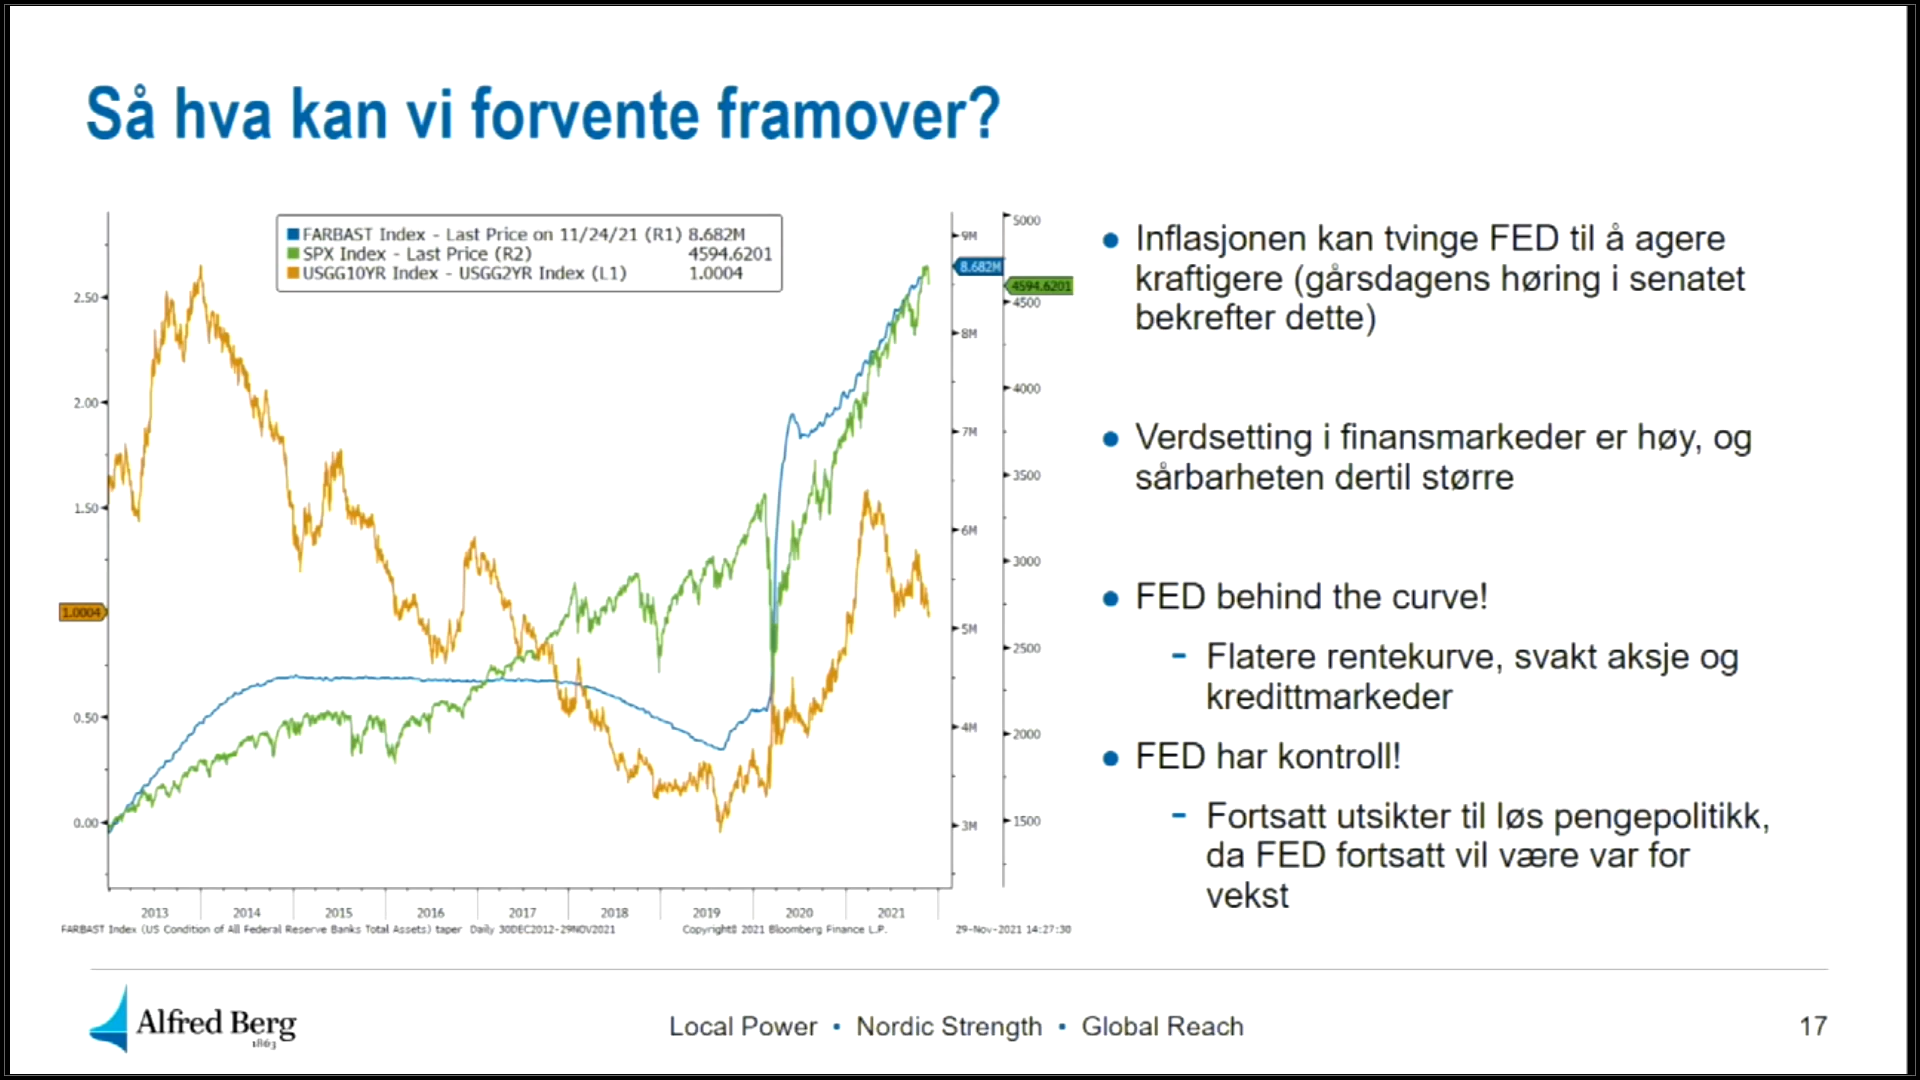 Så hva kan vi forvente framover?
FARBAST Index - Last Price on 11/24/21 (R1) 8.682M
SPX Index - Last Price (R2) 4594.6201
USGG10YR Index - USGG2YR Index (L1) 1.0004
2.50
2.00
1.50
1.0004
0.50
0.00
9M
8.682M
8M
7M
6M
5M
4M
3M
5000
4594.6201
4500
4000
3500
3000
2500
2000
1500
2013 2014 2015 2016 2017 2018 2019 2020 2021
FARBAST Index (US Condition of All Federal Reserve Banks Total Assets) taper Daily 30DEC2012-29NOV2021 Copyright© 2021 Bloomberg Finance L.P. 29-Nov-2021 14:27:30
Inflasjonen kan tvinge FED til å agere
kraftigere (gårsdagens høring i senatet
bekrefter dette)
Verdsetting i finansmarkeder er høy, og
sårbarheten dertil større
FED behind the curve!
Flatere rentekurve, svakt aksje og
kredittmarkeder
FED har kontroll!
Fortsatt utsikter til løs pengepolitikk,
da FED fortsatt vil være var for
vekst
Alfred Berg
1863
Local Power • Nordic Strength • Global Reach
17